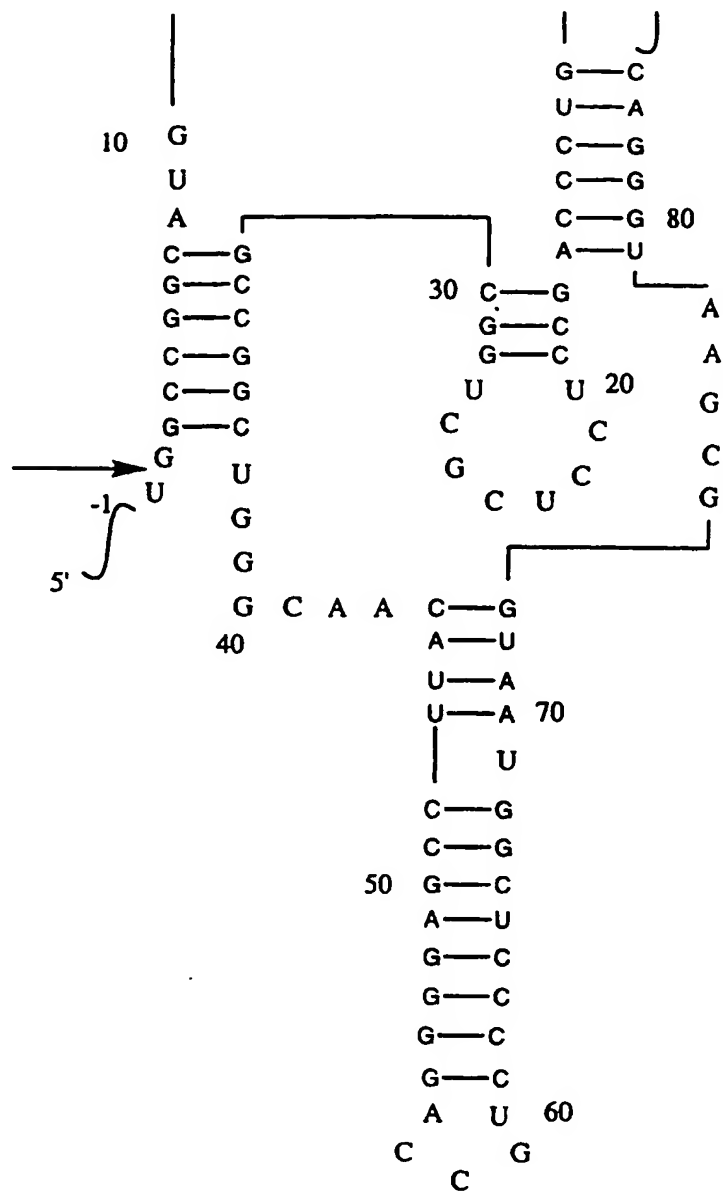 G—C
U—A
10 G
C—G
U
C—G
A
C—G 80
C—G
A—U
G—C
30 C—G
A
G—C
G—C
G—C
A
C—G
U U 20
G
C—G
C C
C
G—C
G C
G
G U
C U
-1 U
G
5'
G
G C A A C—G
40
A—U
U—A
U—A 70
U
C—G
C—G
50 G—C
A—U
G—C
G—C
G—C
G—C
A U 60
C G
C